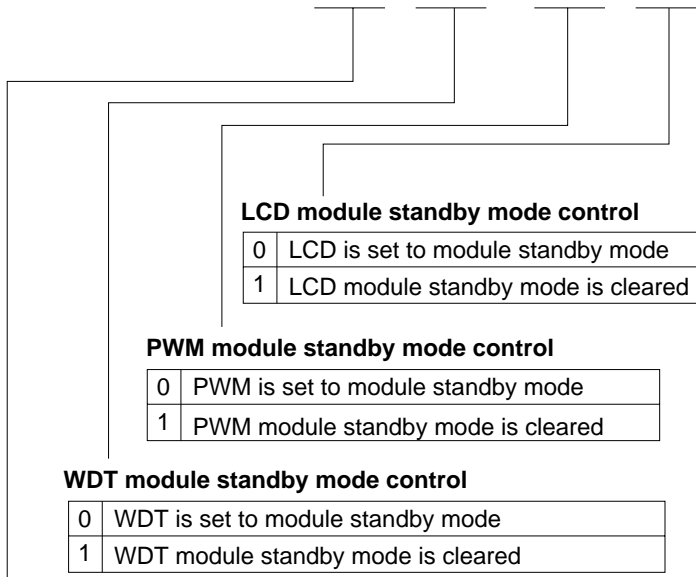 LCD module standby mode control
0 LCD is set to module standby mode
1 LCD module standby mode is cleared
PWM module standby mode control
0 PWM is set to module standby mode
1 PWM module standby mode is cleared
WDT module standby mode control
0 WDT is set to module standby mode
1 WDT module standby mode is cleared